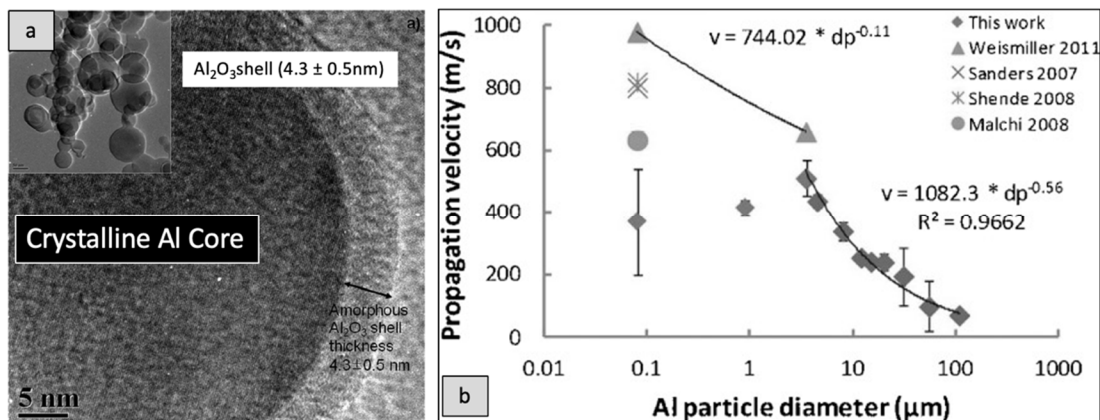 a
a)
Al₂O₃shell (4.3 ± 0.5nm)
Crystalline Al Core
Amorphous
Al₂O₃ shell
thickness
4.3±0.5 nm
5 nm
Propagation velocity (m/s)
1000
800
600
400
200
0
v = 744.02 * dp⁻⁰·¹¹
This work
Weismiller 2011
Sanders 2007
Shende 2008
Malchi 2008
v = 1082.3 * dp⁻⁰·⁵⁶
R² = 0.9662
0.01 0.1 1 10 100 1000
Al particle diameter (μm)
b